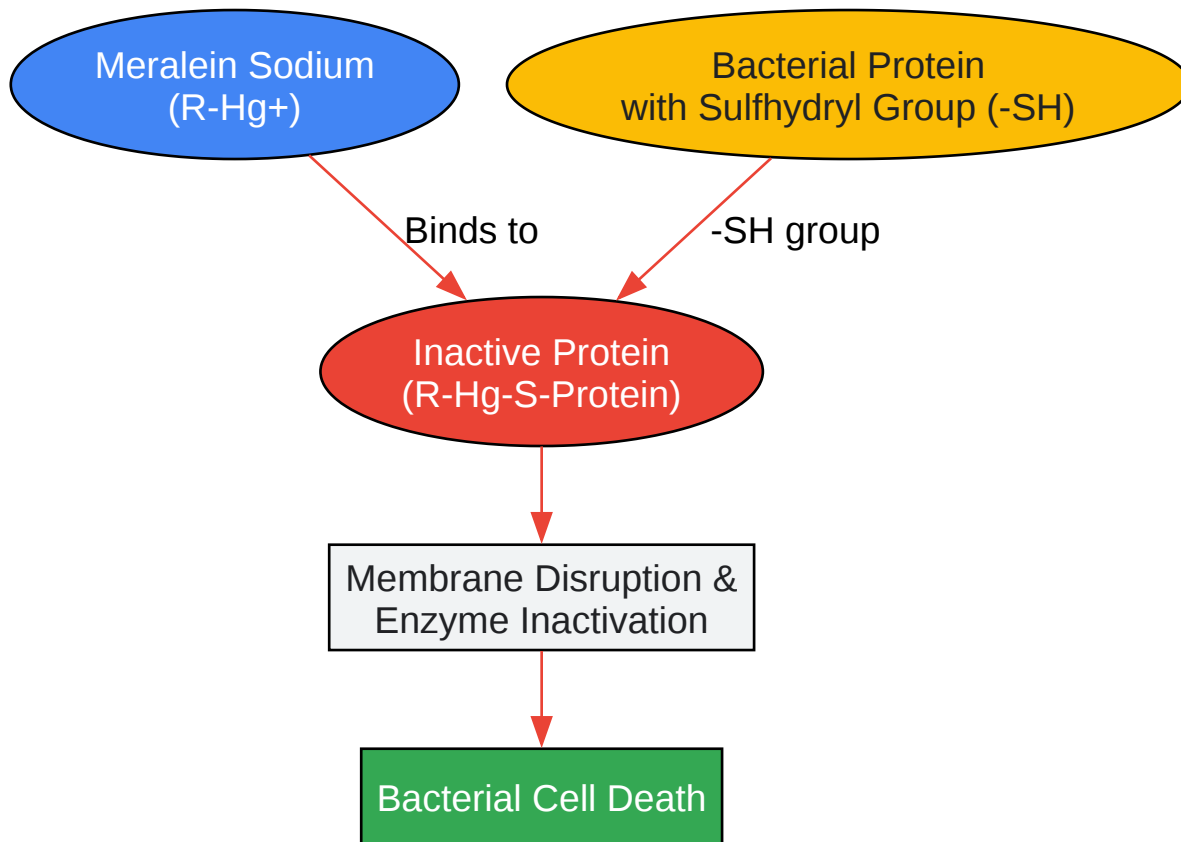 Meralein Sodium
(R-Hg+)
Bacterial Protein
with Sulfhydryl Group (-SH)
Binds to
-SH group
Inactive Protein
(R-Hg-S-Protein)
Membrane Disruption &
Enzyme Inactivation
Bacterial Cell Death